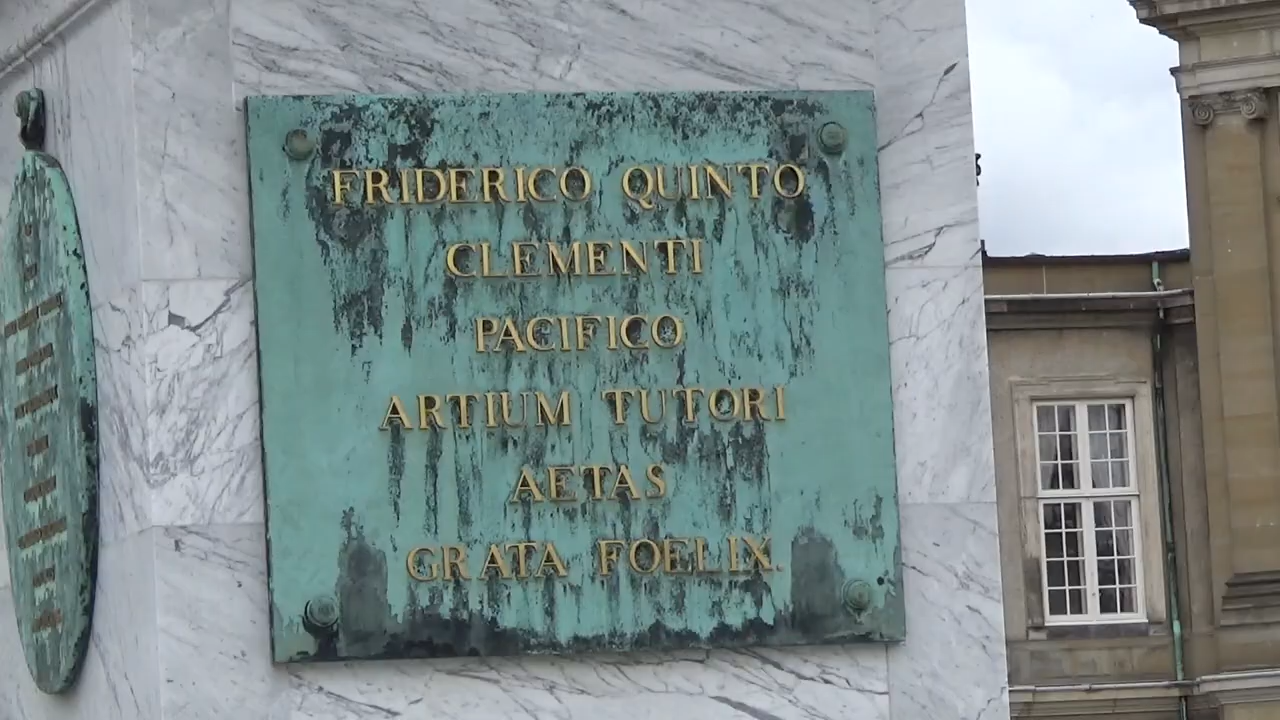 FRIDERICO QUINTO
CLEMENTI
PACIFICO
ARTIUM TUTORI
AETAS
GRATA FOELIX.